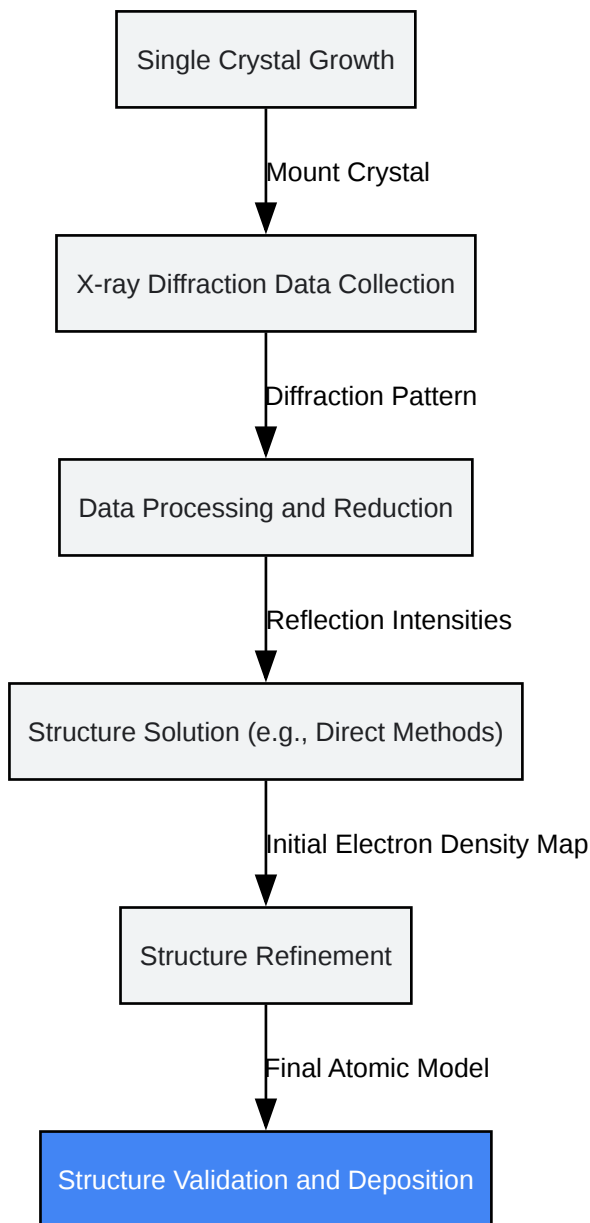 Single Crystal Growth
Mount Crystal
X-ray Diffraction Data Collection
Diffraction Pattern
Data Processing and Reduction
Reflection Intensities
Structure Solution (e.g., Direct Methods)
Initial Electron Density Map
Structure Refinement
Final Atomic Model
Structure Validation and Deposition